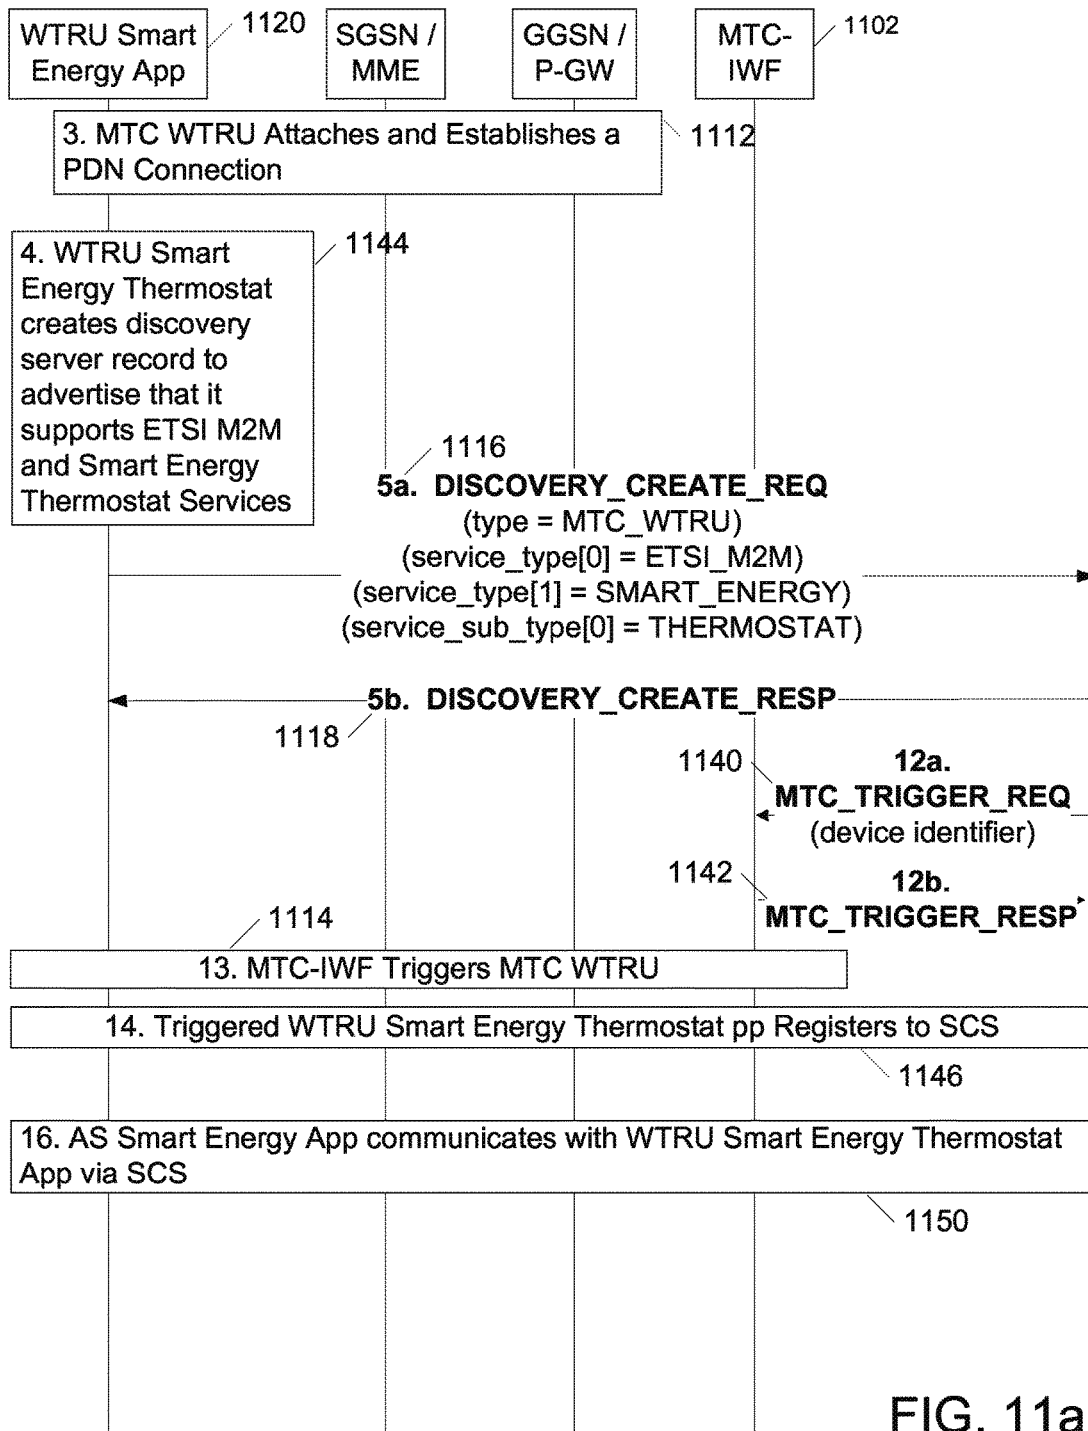 WTRU Smart
Energy App
1120
SGSN /
MME
GGSN /
P-GW
MTC-
IWF
1102
3. MTC WTRU Attaches and Establishes a
PDN Connection
1112
4. WTRU Smart
Energy Thermostat
creates discovery
server record to
advertise that it
supports ETSI M2M
and Smart Energy
Thermostat Services
1144
1116
5a. DISCOVERY_CREATE_REQ
(type = MTC_WTRU)
(service_type[0] = ETSI_M2M)
(service_type[1] = SMART_ENERGY)
(service_sub_type[0] = THERMOSTAT)
5b. DISCOVERY_CREATE_RESP
1118
1140
12a.
MTC_TRIGGER_REQ
(device identifier)
1142
12b.
MTC_TRIGGER_RESP
1114
13. MTC-IWF Triggers MTC WTRU
14. Triggered WTRU Smart Energy Thermostat pp Registers to SCS
1146
16. AS Smart Energy App communicates with WTRU Smart Energy Thermostat
App via SCS
1150
FIG. 11a